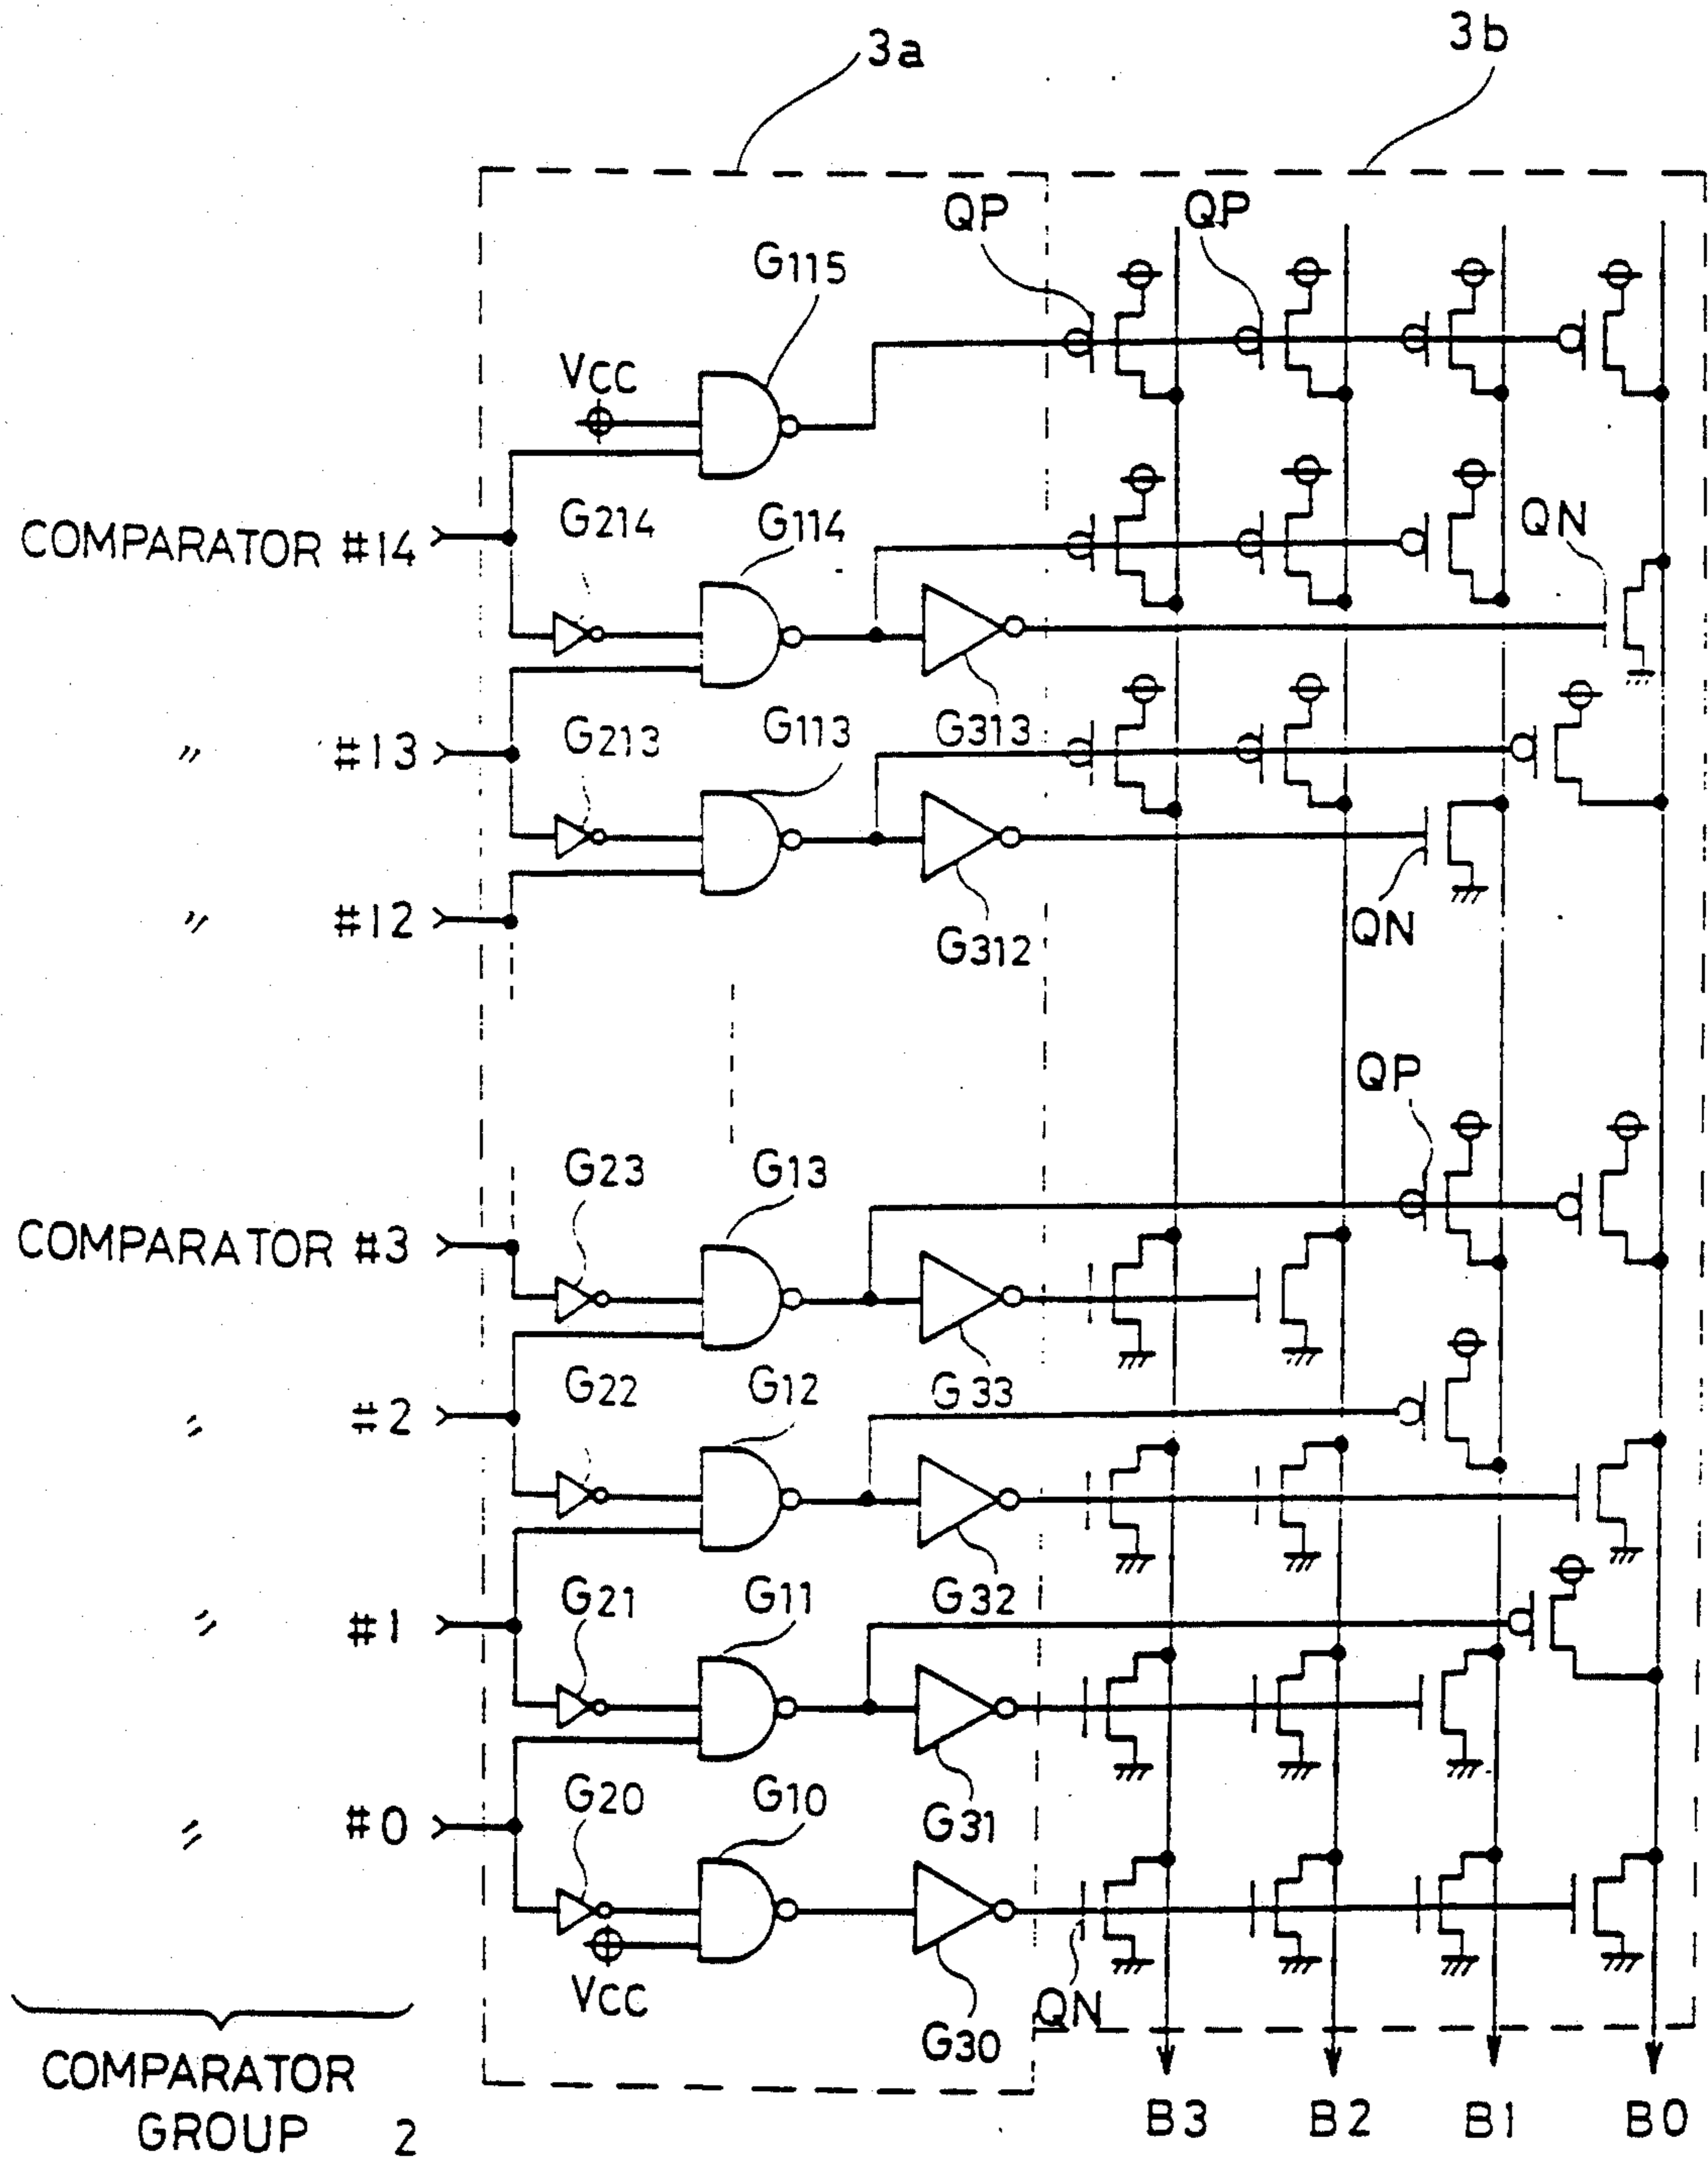 3a
3b
QP
QP
G115
VCC
COMPARATOR #14
G214
G114
QN
〃 #13
G213
G113
G313
〃 #12
G312
QN
QP
COMPARATOR #3
G23
G13
〃 #2
G22
G12
G33
〃 #1
G21
G11
G32
〃 #0
G20
G10
G31
VCC
QN
G30
COMPARATOR
GROUP 2
B3 B2 B1 B0